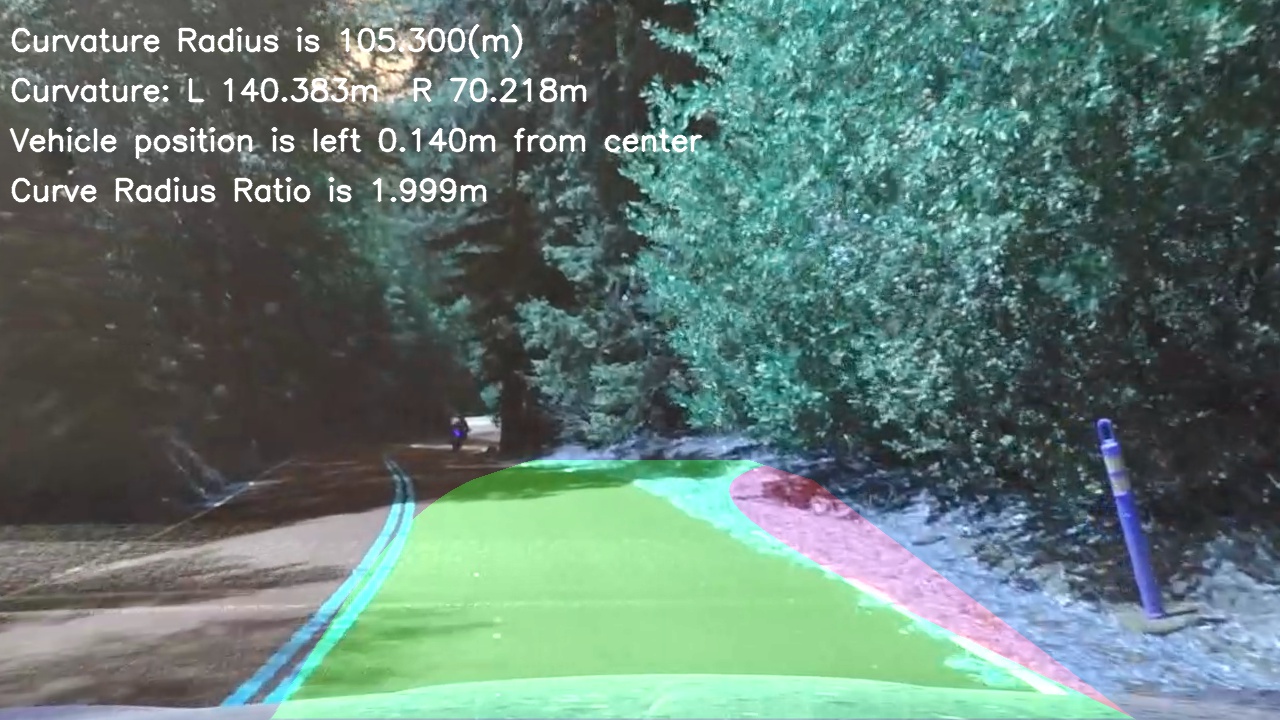 Curvature Radius is 105.300(m)
Curvature: L 140.383m R 70.218m
Vehicle position is left 0.140m from center
Curve Radius Ratio is 1.999m